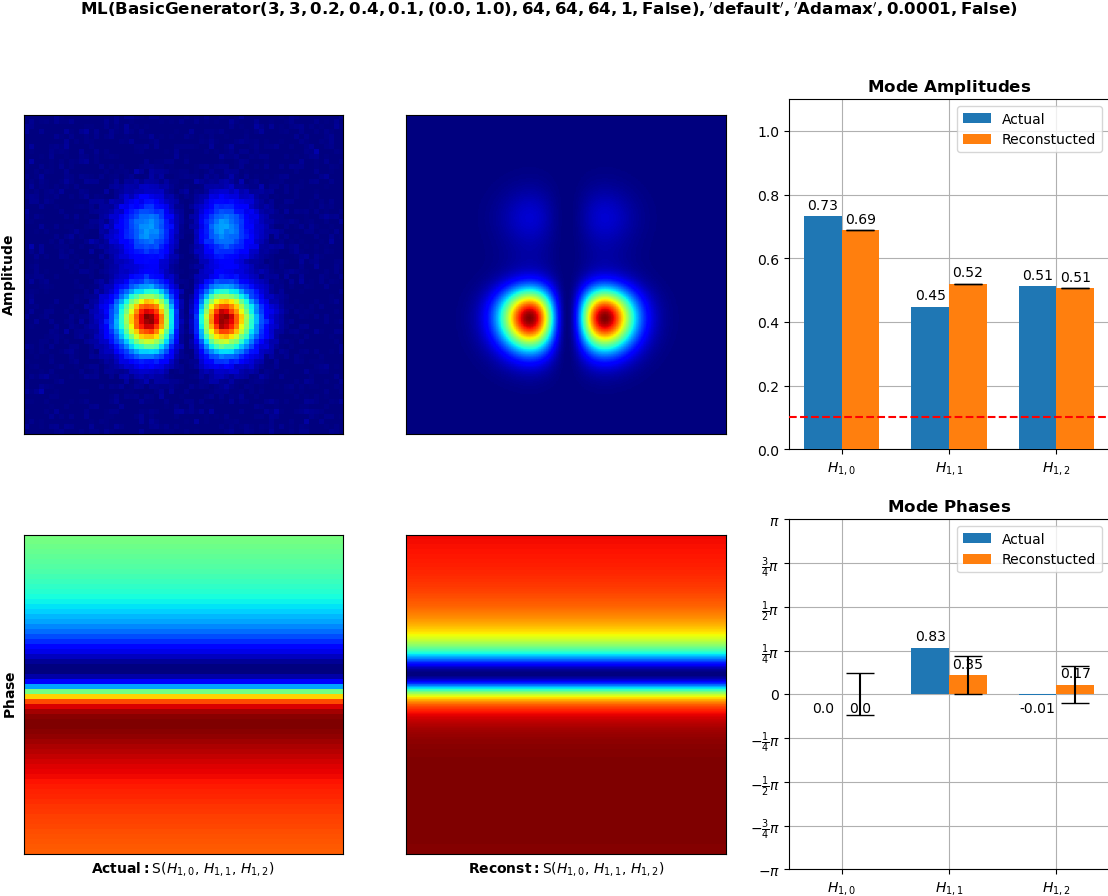 ML(BasicGenerator(3, 3, 0.2, 0.4, 0.1, (0.0, 1.0), 64, 64, 64, 1, False), ′default′, ′Adamax′, 0.0001, False)
Amplitude
Mode Amplitudes
Actual
Reconstucted
1.0
0.8
0.6
0.4
0.2
0.0
0.73
0.69
0.45
0.52
0.51
0.51
H1,0
H1,1
H1,2
Phase
Actual: S(H1,0, H1,1, H1,2)
Reconst: S(H1,0, H1,1, H1,2)
Mode Phases
Actual
Reconstucted
π
3/4π
1/2π
1/4π
0
−1/4π
−1/2π
−3/4π
−π
0.0
0.0
0.83
0.35
-0.01
0.17
H1,0
H1,1
H1,2